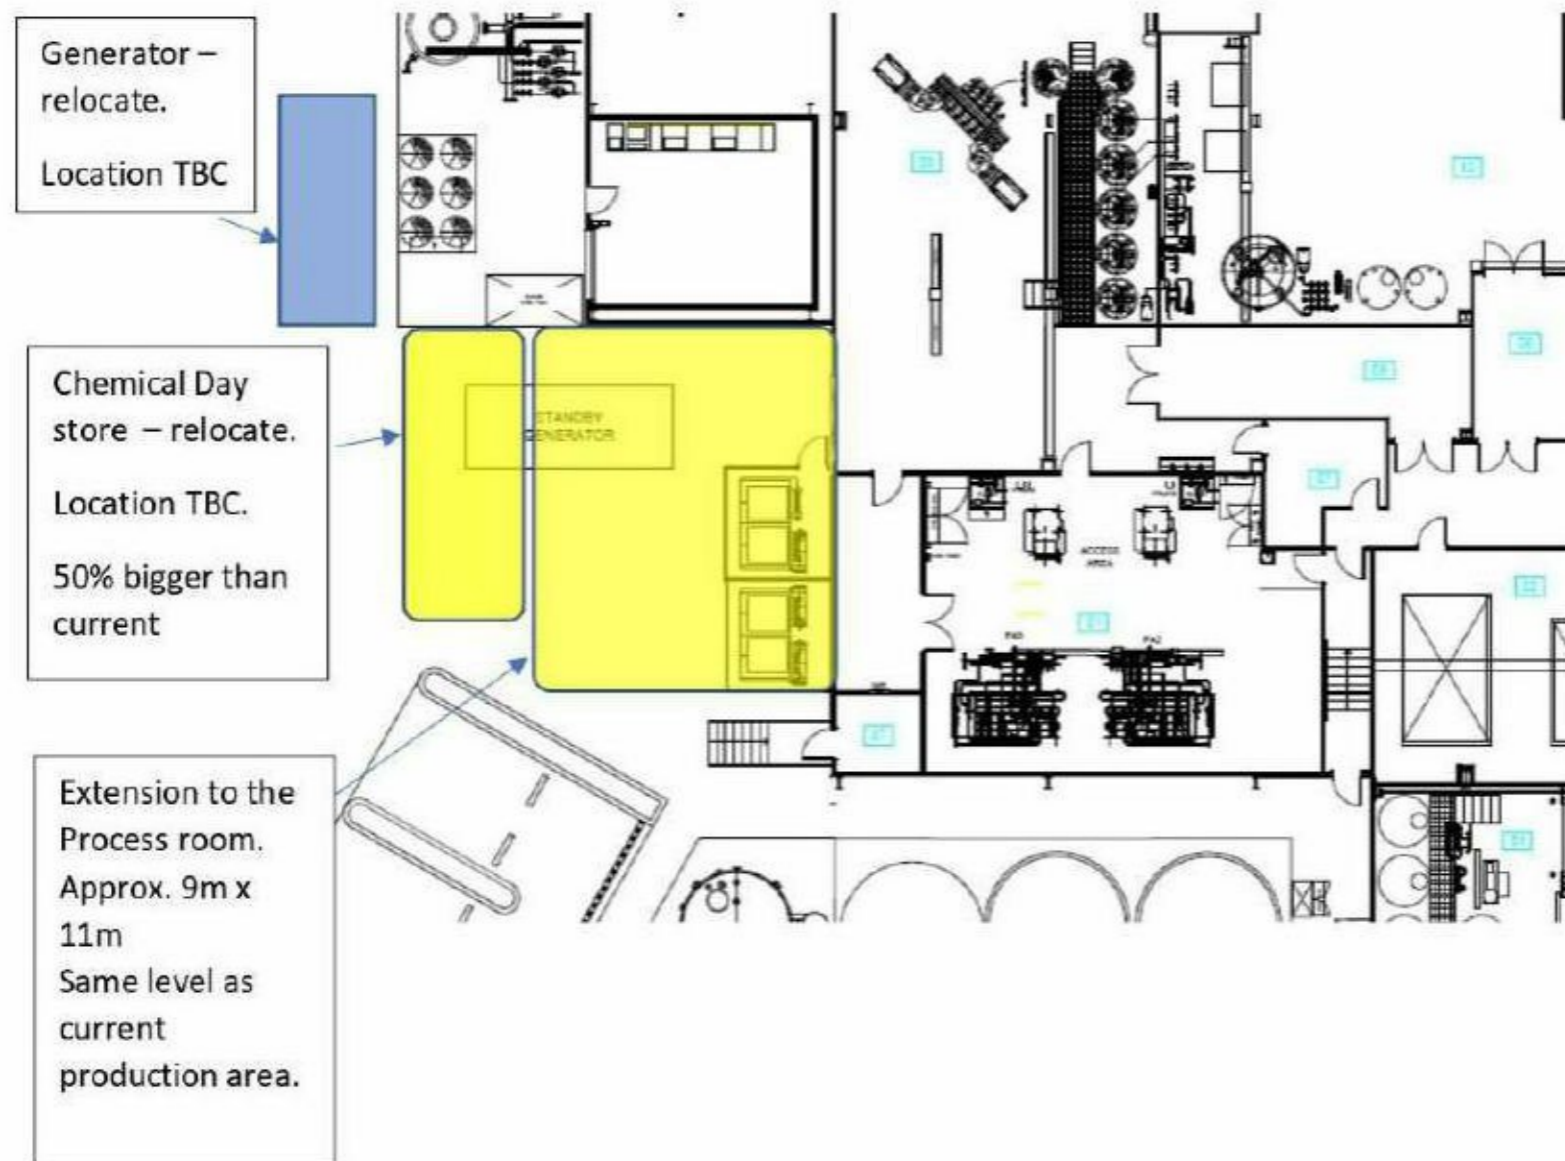 Generator –
relocate.
Location TBC
Chemical Day
store – relocate.
Location TBC.
50% bigger than
current
STANDBY
GENERATOR
ACCESS
AREA
Extension to the
Process room.
Approx. 9m x
11m
Same level as
current
production area.